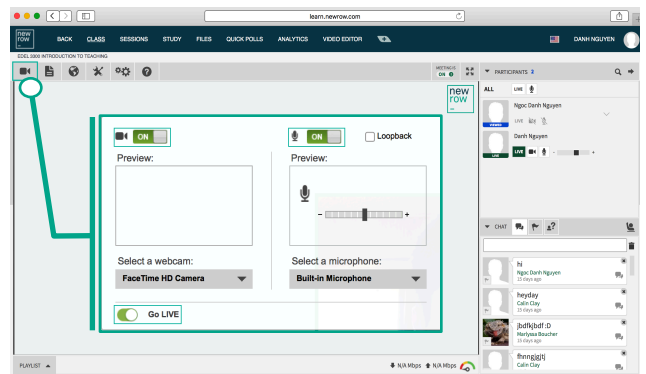 learn.newrow.com
new
row
BACK CLASS SESSIONS STUDY FILES QUICK POLLS ANALYTICS VIDEO EDITOR DANH NGUYEN
EDEL 3300 INTRODUCTION TO TEACHING
MEETING IS
ON
PARTICIPANTS 2
new
row
ALL LIVE
Ngoc Danh Nguyen
LIVE
VIEWER
Danh Nguyen
LIVE
LIVE - +
ON
ON
Loopback
Preview:
Preview:
- +
Select a webcam:
Select a microphone:
FaceTime HD Camera
Built-in Microphone
Go LIVE
CHAT
hi
Ngoc Danh Nguyen
15 days ago
heyday
Calin Clay
15 days ago
jbdfkjbdf :D
Marlyssa Boucher
15 days ago
fhnngjgjtj
Calin Clay
PLAYLIST
N/A Mbps N/A Mbps